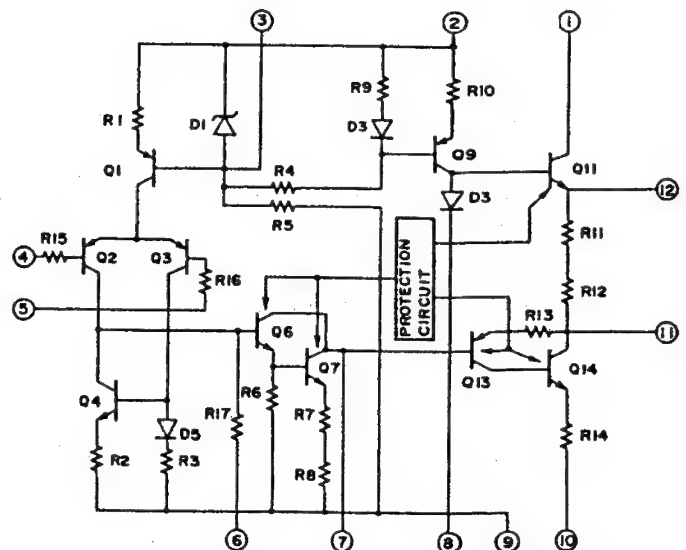 3 2 1
R1 D1 R9 R10
D3
Q1 R4 Q9 Q11
D3 12
R5
4 R15 Q2 Q3 R16
PROTECTION
CIRCUIT
R11
5
R12
R13 11
Q6
Q7 Q13 Q14
Q4 R17 R6
D5 R7
R2 R3 R14
R8
6 7 8 9 10